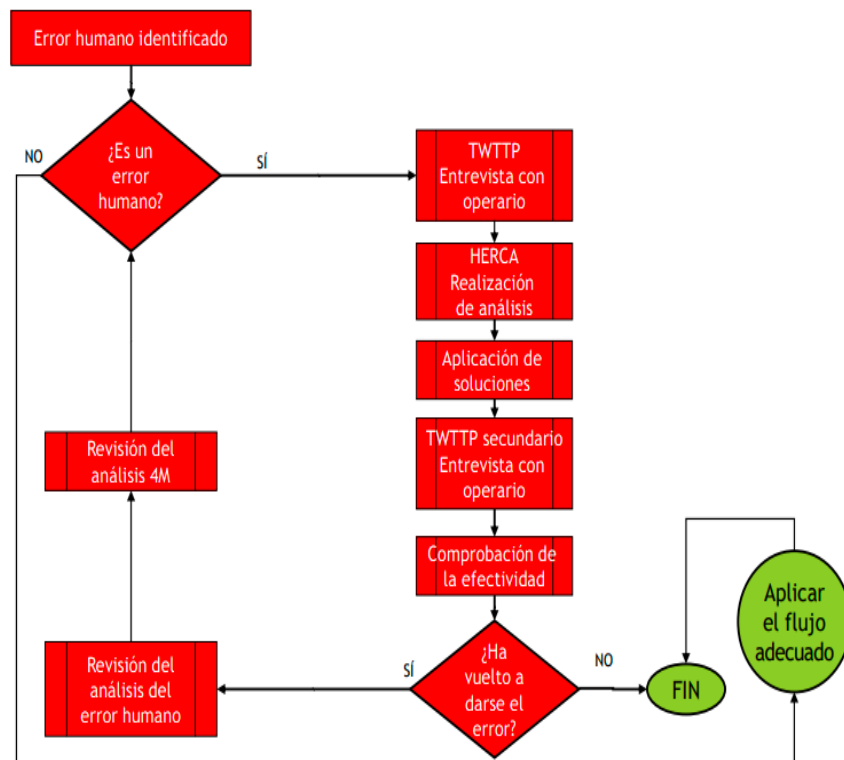 Error humano identificado
NO
¿Es un
error
humano?
SÍ
TWTTP
Entrevista con
operario
HERCA
Realización
de análisis
Aplicación de
soluciones
TWTTP secundario
Entrevista con
operario
Revisión del
análisis 4M
Comprobación de
la efectividad
Aplicar
el flujo
adecuado
Revisión del
análisis del
error humano
SÍ
¿Ha
vuelto a
darse el
error?
NO
FIN